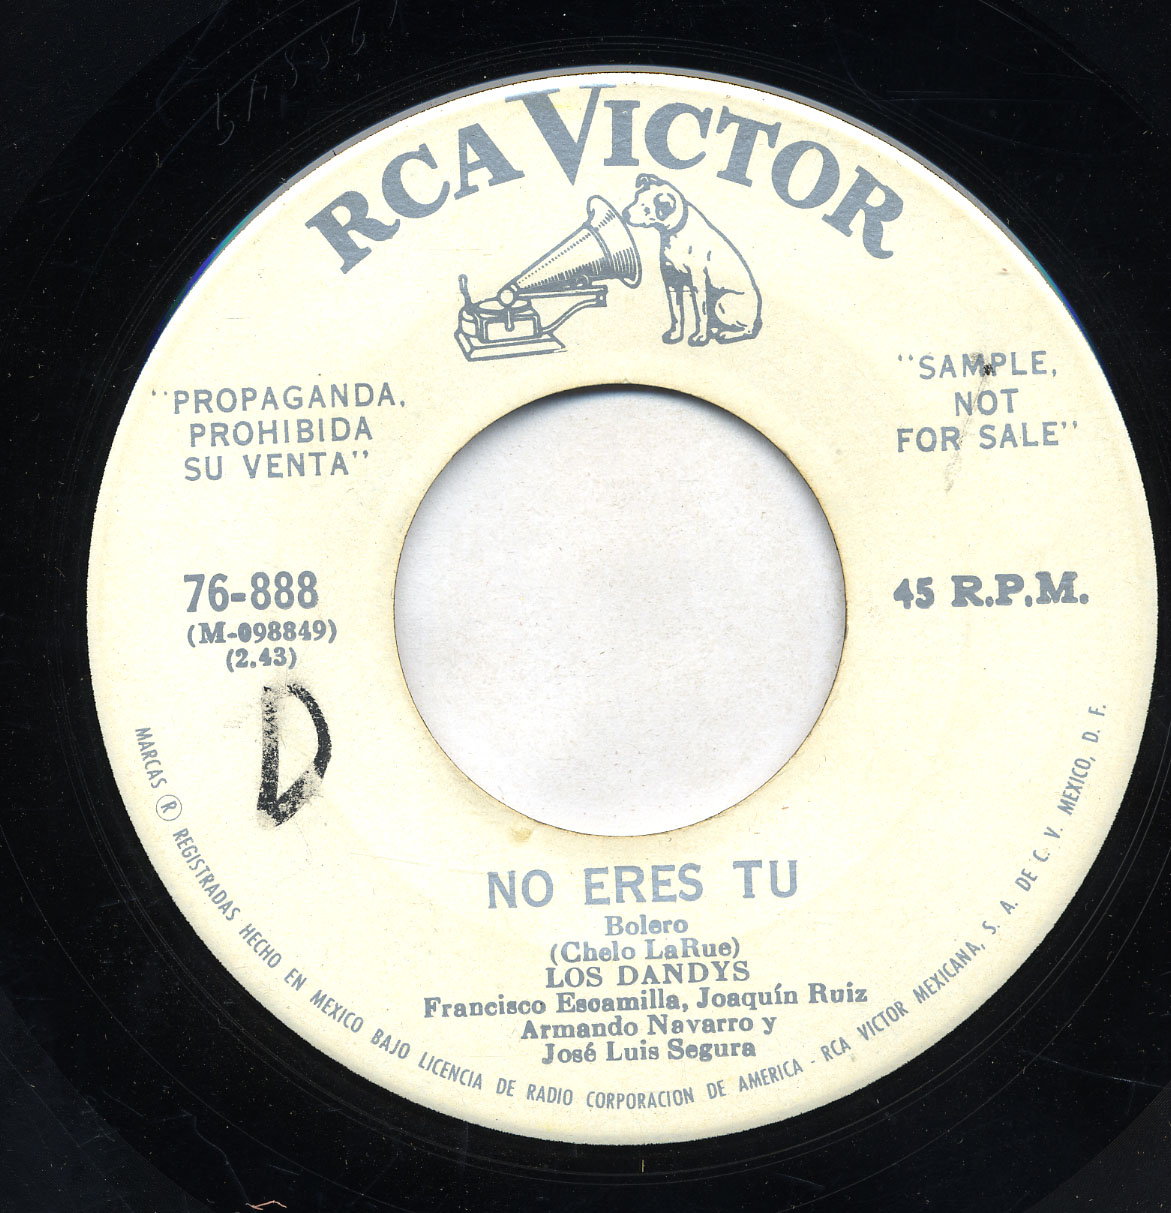 RCA VICTOR
"PROPAGANDA,
PROHIBIDA
SU VENTA"
"SAMPLE,
NOT
FOR SALE"
76-888
(M-098849)
(2.43)
45 R.P.M.
D
NO ERES TU
Bolero
(Chelo LaRue)
LOS DANDYS
Francisco Escamilla, Joaquín Ruiz
Armando Navarro y
José Luis Segura
MARCAS ® REGISTRADAS HECHO EN MEXICO BAJO LICENCIA DE RADIO CORPORACION DE AMERICA - RCA VICTOR MEXICANA, S. A. DE C. V. MEXICO, D. F.